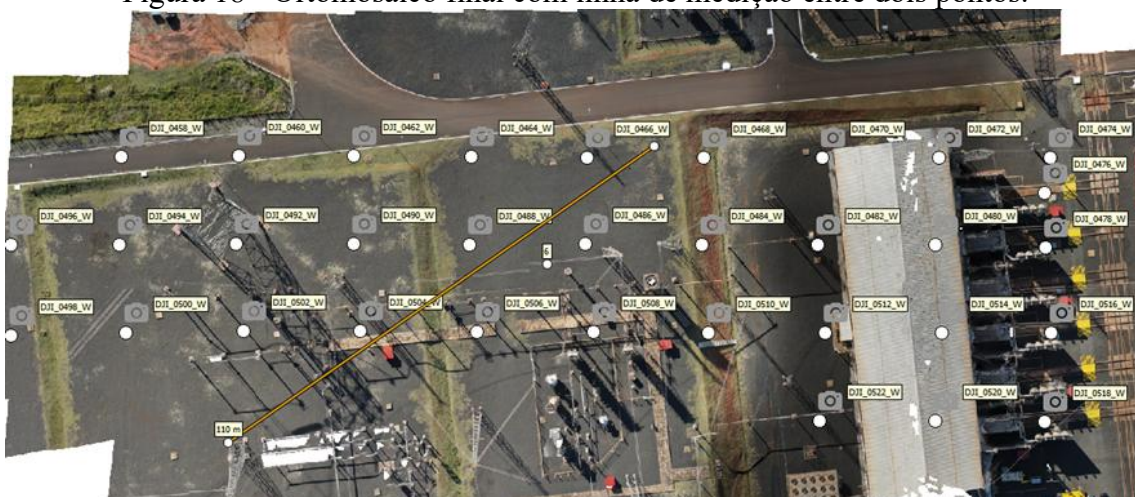 Figura 16 - Ortomosaico final com linha de medição entre dois pontos.
DJI_0458_W
DJI_0460_W
DJI_0462_W
DJI_0464_W
DJI_0466_W
DJI_0468_W
DJI_0470_W
DJI_0472_W
DJI_0474_W
DJI_0476_W
DJI_0496_W
DJI_0494_W
DJI_0492_W
DJI_0490_W
DJI_0488_W
DJI_0486_W
DJI_0484_W
DJI_0482_W
DJI_0480_W
DJI_0478_W
6
DJI_0498_W
DJI_0500_W
DJI_0502_W
DJI_0504_W
DJI_0506_W
DJI_0508_W
DJI_0510_W
DJI_0512_W
DJI_0514_W
DJI_0516_W
DJI_0522_W
DJI_0520_W
DJI_0518_W
110 m